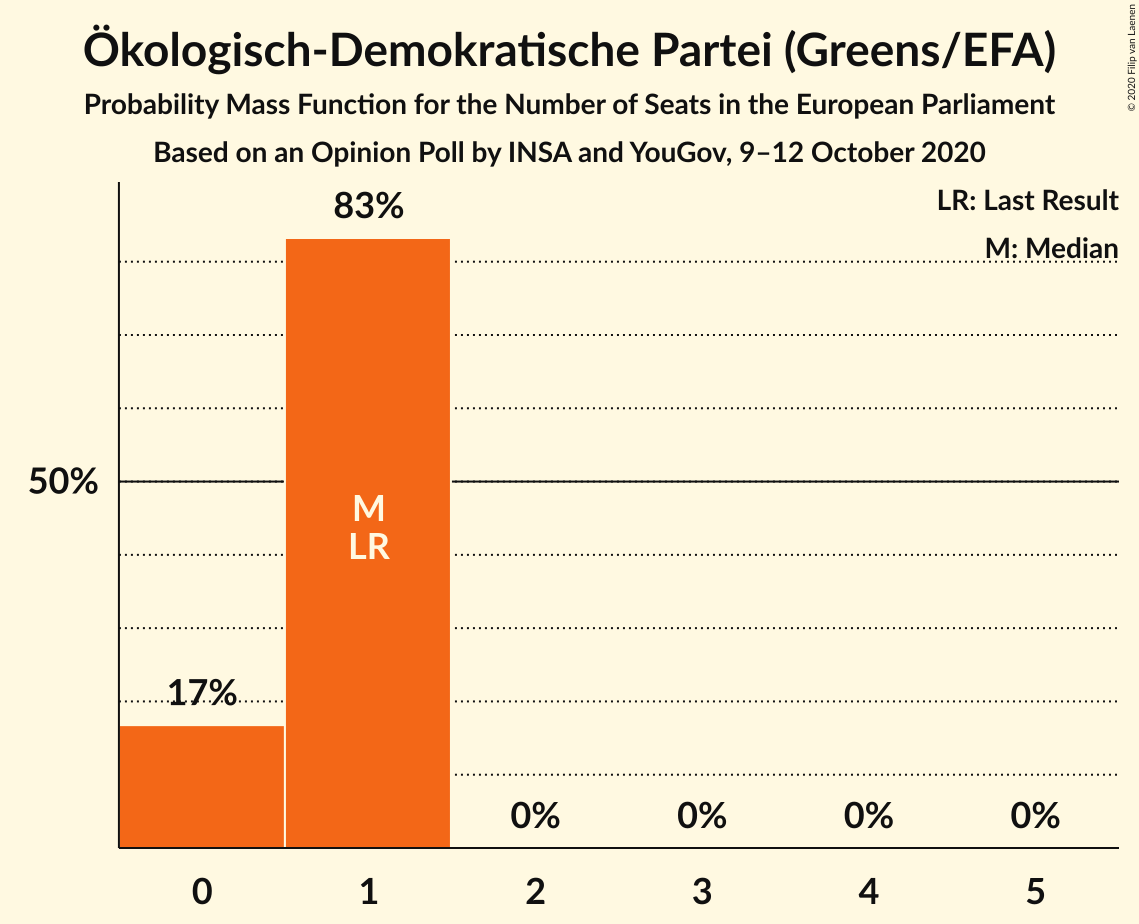 Ökologisch-Demokratische Partei (Greens/EFA)
Probability Mass Function for the Number of Seats in the European Parliament
Based on an Opinion Poll by INSA and YouGov, 9–12 October 2020
© 2020 Filip van Laenen
LR: Last Result
M: Median
83%
50%
M
LR
17%
0% 0% 0% 0%
0 1 2 3 4 5